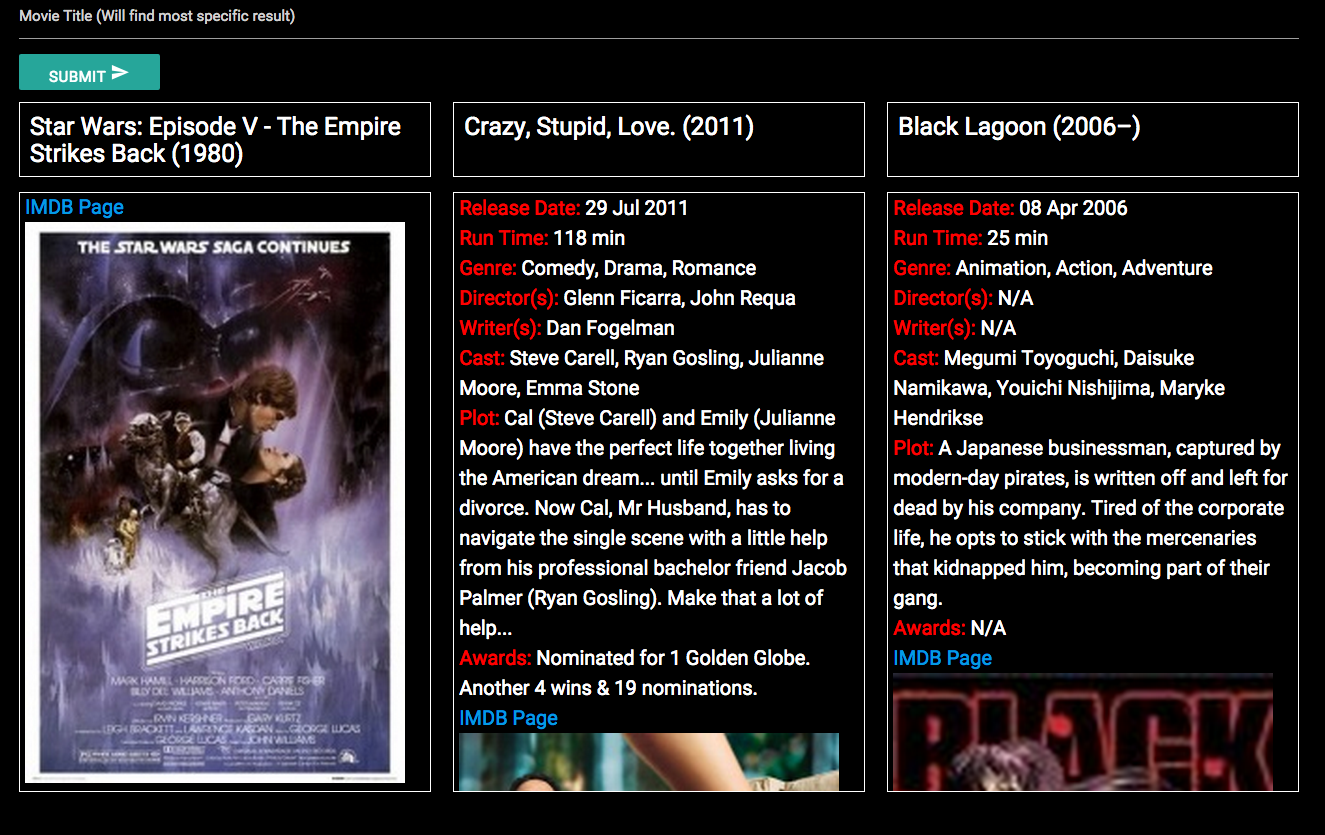 Movie Title (Will find most specific result)
SUBMIT
Star Wars: Episode V - The Empire
Strikes Back (1980)
IMDB Page
THE STAR WARS SAGA CONTINUES
THE
EMPIRE
STRIKES BACK
MARK HAMILL · HARRISON FORD · CARRIE FISHER
BILLY DEE WILLIAMS · ANTHONY DANIELS
IRVIN KERSHNER GARY KURTZ
LEIGH BRACKETT LAWRENCE KASDAN GEORGE LUCAS
GEORGE LUCAS JOHN WILLIAMS
Crazy, Stupid, Love. (2011)
Release Date: 29 Jul 2011
Run Time: 118 min
Genre: Comedy, Drama, Romance
Director(s): Glenn Ficarra, John Requa
Writer(s): Dan Fogelman
Cast: Steve Carell, Ryan Gosling, Julianne
Moore, Emma Stone
Plot: Cal (Steve Carell) and Emily (Julianne
Moore) have the perfect life together living
the American dream... until Emily asks for a
divorce. Now Cal, Mr Husband, has to
navigate the single scene with a little help
from his professional bachelor friend Jacob
Palmer (Ryan Gosling). Make that a lot of
help...
Awards: Nominated for 1 Golden Globe.
Another 4 wins & 19 nominations.
IMDB Page
Black Lagoon (2006–)
Release Date: 08 Apr 2006
Run Time: 25 min
Genre: Animation, Action, Adventure
Director(s): N/A
Writer(s): N/A
Cast: Megumi Toyoguchi, Daisuke
Namikawa, Youichi Nishijima, Maryke
Hendrikse
Plot: A Japanese businessman, captured by
modern-day pirates, is written off and left for
dead by his company. Tired of the corporate
life, he opts to stick with the mercenaries
that kidnapped him, becoming part of their
gang.
Awards: N/A
IMDB Page
BLACK